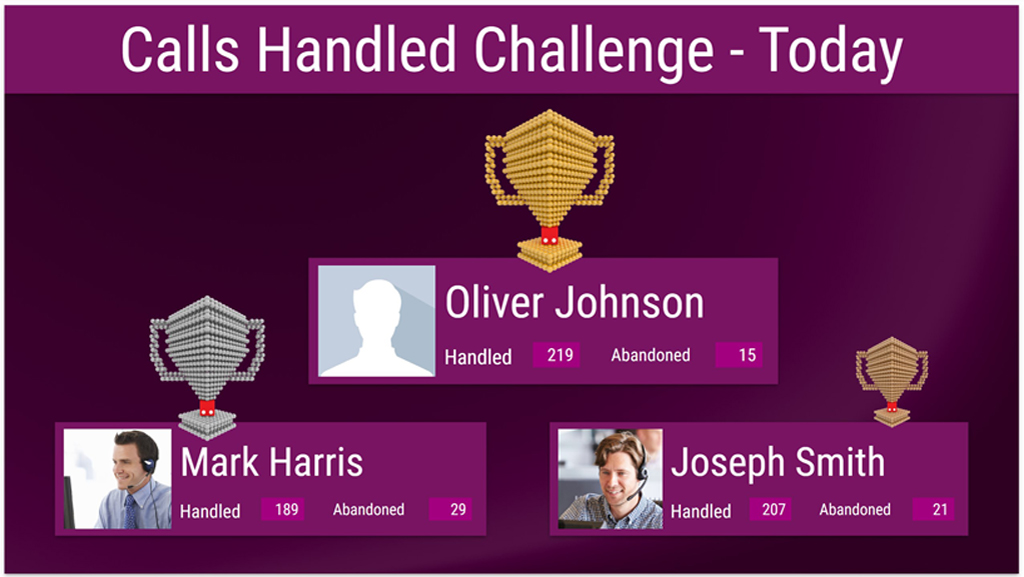 Calls Handled Challenge - Today
Oliver Johnson
Handled 219 Abandoned 15
Mark Harris
Handled 189 Abandoned 29
Joseph Smith
Handled 207 Abandoned 21